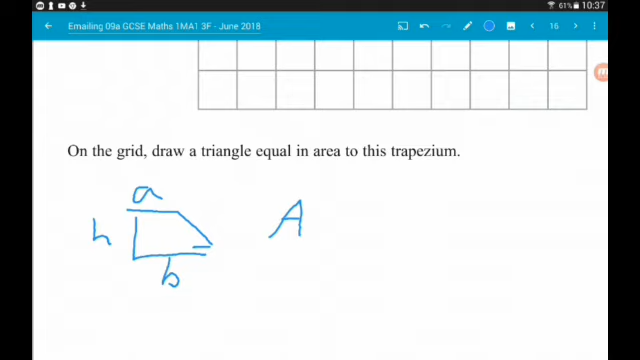 61% 10:37
Emailing 09a GCSE Maths 1MA1 3F - June 2018
16
On the grid, draw a triangle equal in area to this trapezium.
a
h
A
b